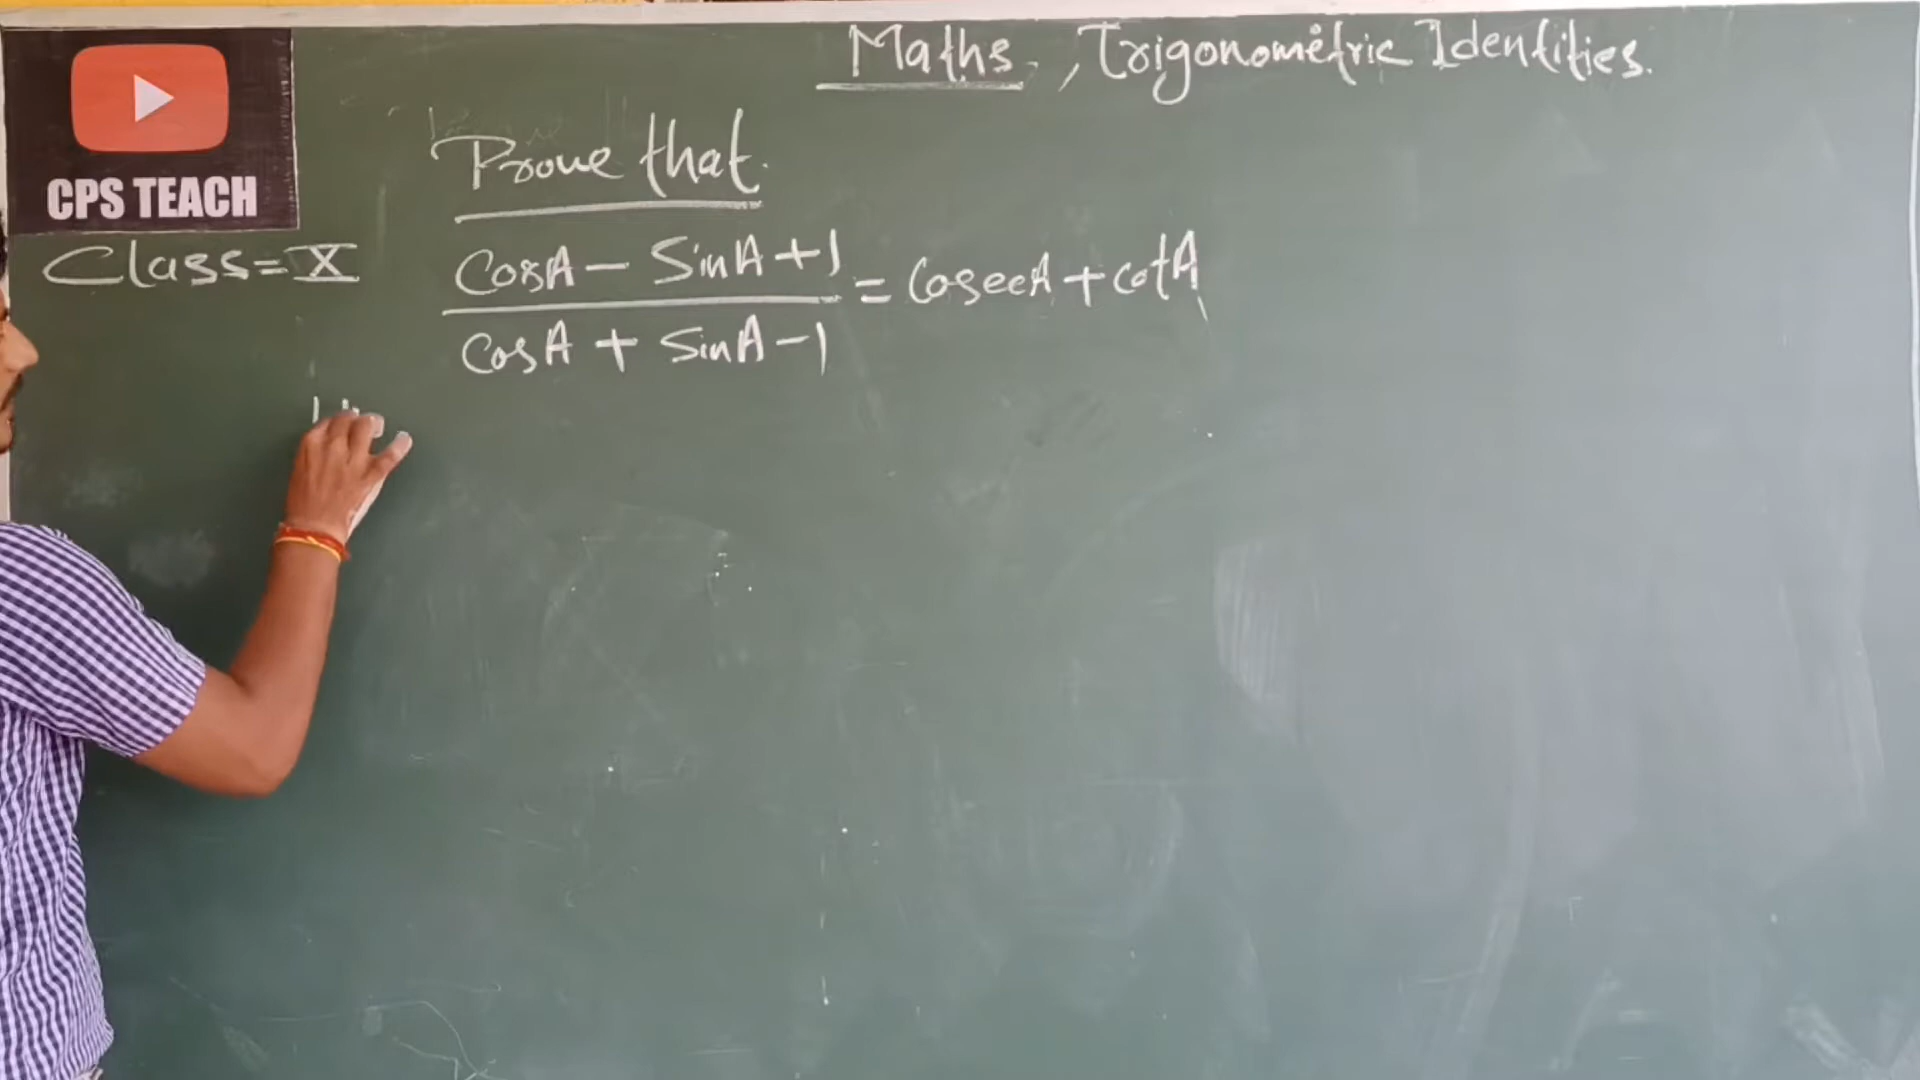 Maths, Trigonometric Identities.
CPS TEACH
Prove that.
Class = X
CosA - SinA + 1
= CosecA + cotA
CosA + SinA - 1